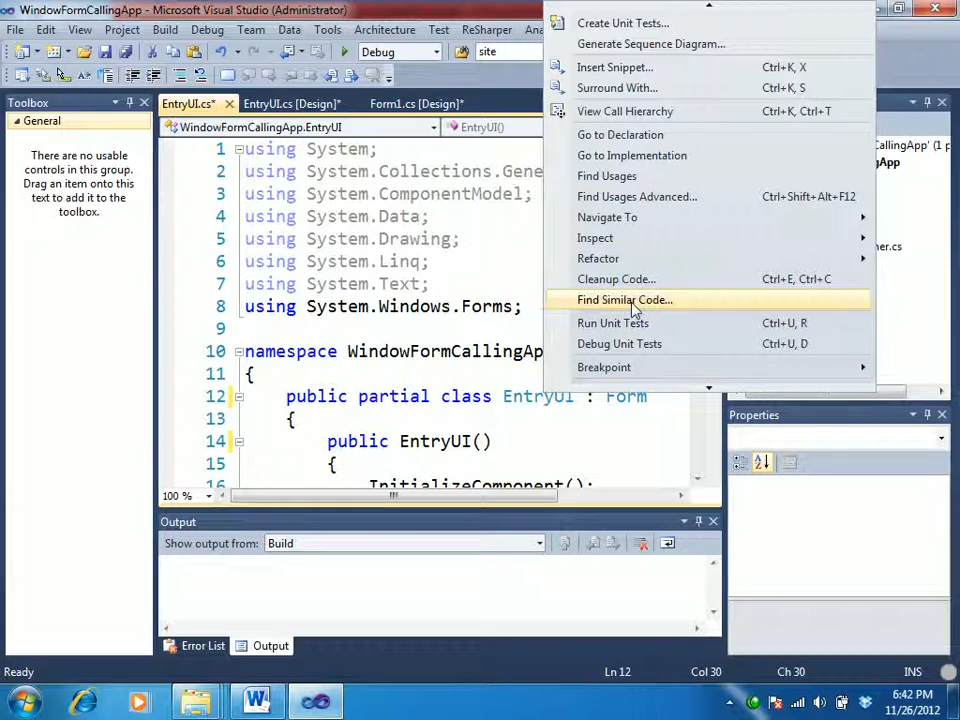 WindowFormCallingApp - Microsoft Visual Studio (Administrator)
File Edit View Project Build Debug Team Data Tools Architecture Test ReSharper
Debug site
Toolbox
General
There are no usable
controls in this group.
Drag an item onto this
text to add it to the
toolbox.
EntryUI.cs* EntryUI.cs [Design]* Form1.cs [Design]*
WindowFormCallingApp.EntryUI EntryUI()
1 using System;
2 using System.Collections.Gene
3 using System.ComponentModel;
4 using System.Data;
5 using System.Drawing;
6 using System.Linq;
7 using System.Text;
8 using System.Windows.Forms;
9
10 namespace WindowFormCallingAp
11 {
12 public partial class EntryUI : Form
13 {
14 public EntryUI()
15 {
16 InitializeComponent();
100 %
Create Unit Tests...
Generate Sequence Diagram...
Insert Snippet... Ctrl+K, X
Surround With... Ctrl+K, S
View Call Hierarchy Ctrl+K, Ctrl+T
Go to Declaration
Go to Implementation
Find Usages
Find Usages Advanced... Ctrl+Shift+Alt+F12
Navigate To
Inspect
Refactor
Cleanup Code... Ctrl+E, Ctrl+C
Find Similar Code...
Run Unit Tests Ctrl+U, R
Debug Unit Tests Ctrl+U, D
Breakpoint
CallingApp' (1 p
gApp
er.cs
Properties
Output
Show output from: Build
Error List Output
Ready Ln 12 Col 30 Ch 30 INS
6:42 PM
11/26/2012